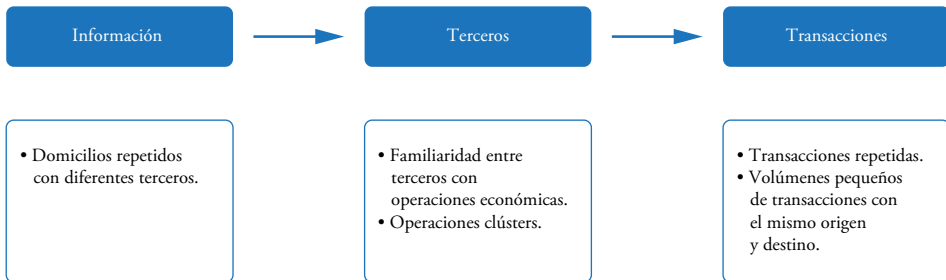 Información
Terceros
Transacciones
• Domicilios repetidos
con diferentes terceros.
• Familiaridad entre
terceros con
operaciones económicas.
• Operaciones clústers.
• Transacciones repetidas.
• Volúmenes pequeños
de transacciones con
el mismo origen
y destino.